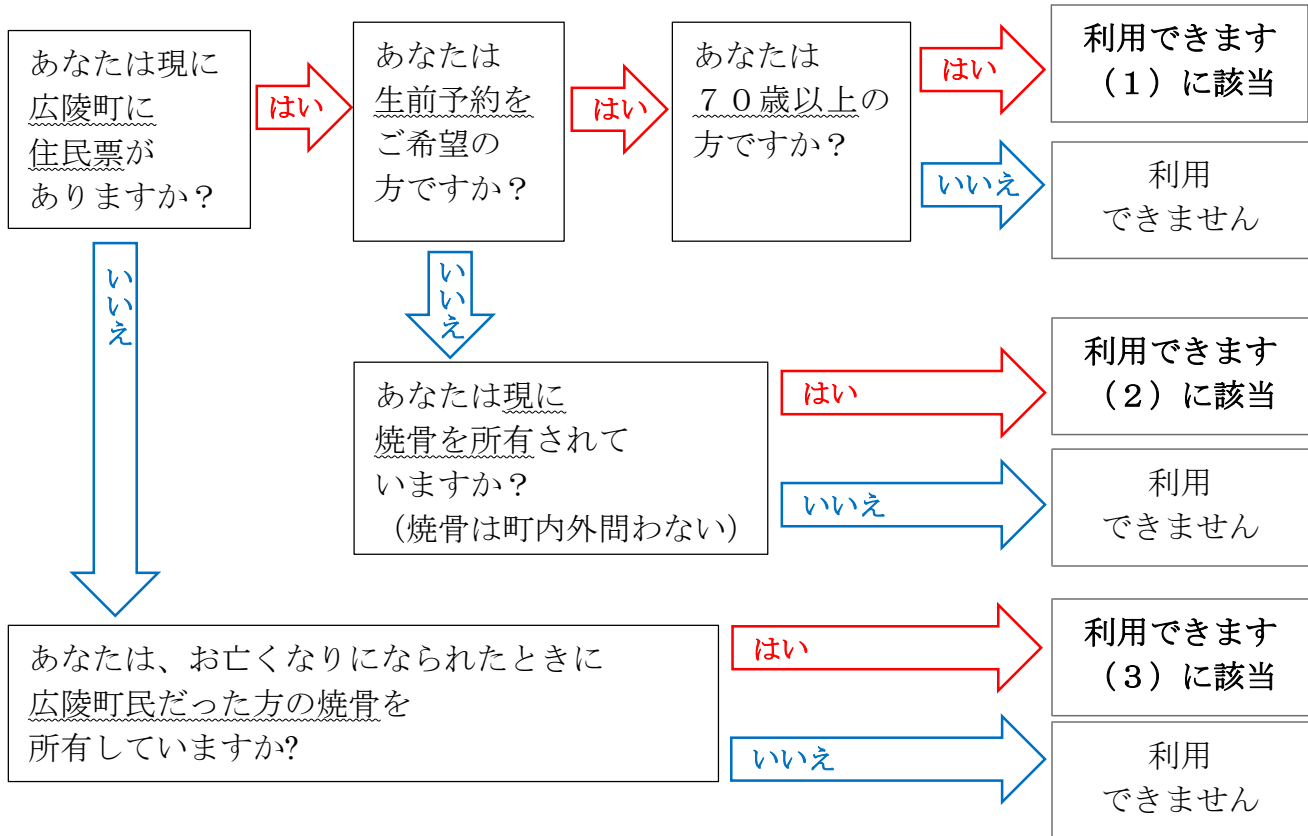 あなたは現に
広陵町に
住民票が
ありますか？
はい
あなたは
生前予約を
ご希望の
方ですか？
はい
あなたは
７０歳以上の
方ですか？
はい
利用できます
（１）に該当
いいえ
利用
できません
いいえ
いいえ
あなたは現に
焼骨を所有されて
いますか？
（焼骨は町内外問わない）
はい
利用できます
（２）に該当
いいえ
利用
できません
あなたは、お亡くなりになられたときに
広陵町民だった方の焼骨を
所有していますか?
はい
利用できます
（３）に該当
いいえ
利用
できません